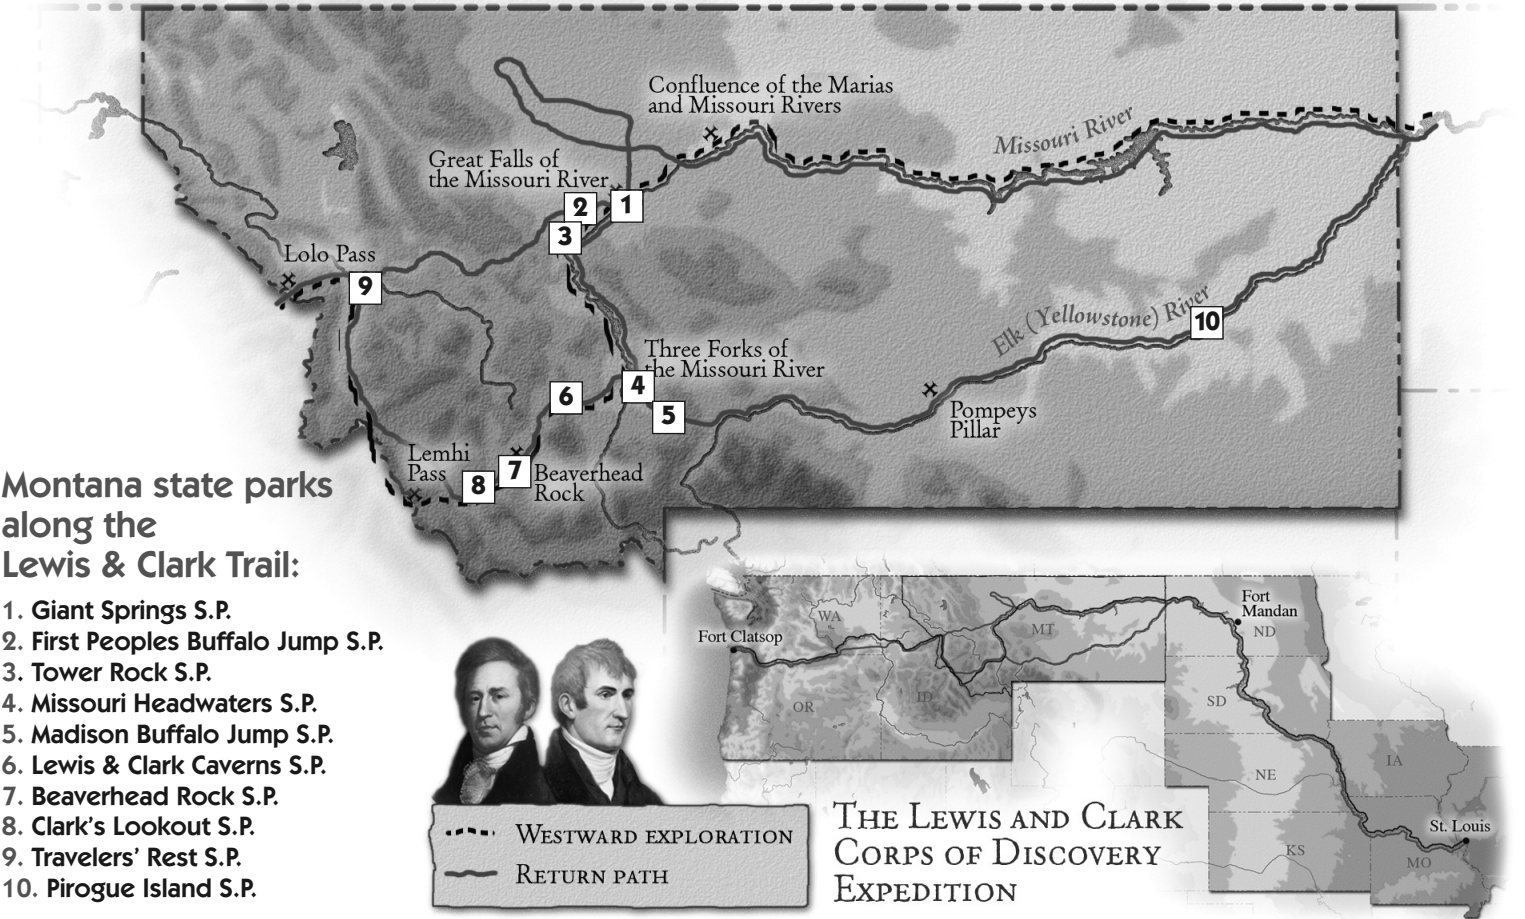 Confluence of the Marias
and Missouri Rivers
Missouri River
Great Falls of
the Missouri River
2
1
3
Lolo Pass
9
Elk (Yellowstone) River
10
Three Forks of
the Missouri River
4
6
5
Pompeys
Pillar
Lemhi
Pass
7
8
Beaverhead
Rock
Montana state parks
along the
Lewis & Clark Trail:
1. Giant Springs S.P.
2. First Peoples Buffalo Jump S.P.
3. Tower Rock S.P.
4. Missouri Headwaters S.P.
5. Madison Buffalo Jump S.P.
6. Lewis & Clark Caverns S.P.
7. Beaverhead Rock S.P.
8. Clark's Lookout S.P.
9. Travelers' Rest S.P.
10. Pirogue Island S.P.
Westward exploration
Return path
The Lewis and Clark
Corps of Discovery
Expedition
Fort Clatsop
WA
OR
ID
MT
Fort
Mandan
ND
SD
NE
IA
KS
MO
St. Louis